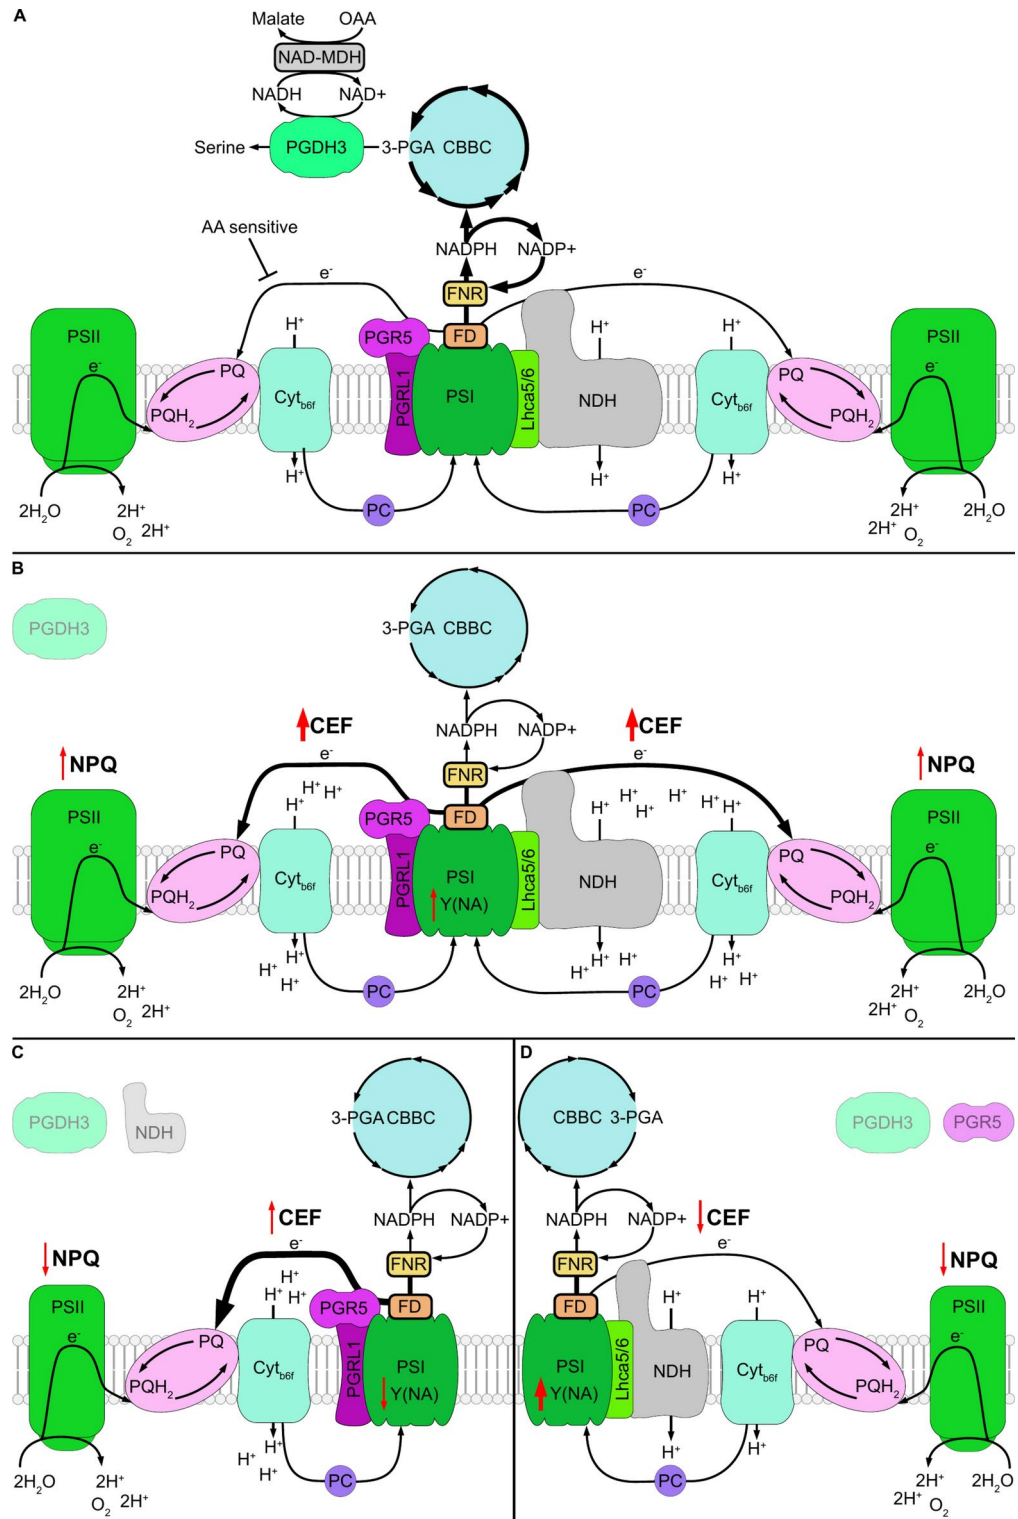 A
Malate OAA
NAD-MDH
NADH NAD+
Serine PGDH3 3-PGA CBBC
AA sensitive
NADPH NADP+
e⁻ e⁻
FNR
PSII H⁺ PGR5 FD H⁺ H⁺ PSII
e⁻ PQ PQ e⁻
PQH₂ Cyt_b6f PGRL1 PSI Lhca5/6 NDH Cyt_b6f PQH₂
H⁺ H⁺ H⁺
2H₂O 2H⁺ PC PC 2H⁺ 2H₂O
O₂ 2H⁺ 2H⁺ O₂
B
PGDH3 3-PGA CBBC
CEF NADPH NADP+ CEF
e⁻ e⁻
NPQ FNR NPQ
H⁺ H⁺ H⁺ H⁺ H⁺ H⁺ H⁺ H⁺ H⁺
PSII PGR5 FD PSII
e⁻ PQ PQ e⁻
PQH₂ Cyt_b6f PGRL1 PSI Lhca5/6 NDH Cyt_b6f PQH₂
Y(NA)
H⁺ H⁺ H⁺ H⁺ H⁺ H⁺ H⁺ H⁺ H⁺
2H₂O 2H⁺ PC PC 2H⁺ 2H₂O
O₂ 2H⁺ 2H⁺ O₂
C
PGDH3 NDH 3-PGA CBBC
CEF NADPH NADP+
NPQ e⁻ FNR
H⁺ H⁺ H⁺
PSII PGR5 FD
e⁻ PQ
PQH₂ Cyt_b6f PGRL1 PSI
Y(NA)
H⁺ H⁺ H⁺
2H₂O 2H⁺ PC
O₂ 2H⁺
D
CBBC 3-PGA PGDH3 PGR5
NADPH NADP+ CEF
FNR e⁻ NPQ
FD H⁺ H⁺ PSII
PQ e⁻
PSI Lhca5/6 NDH Cyt_b6f PQH₂
Y(NA)
H⁺ H⁺
PC 2H⁺ 2H₂O
2H⁺ O₂